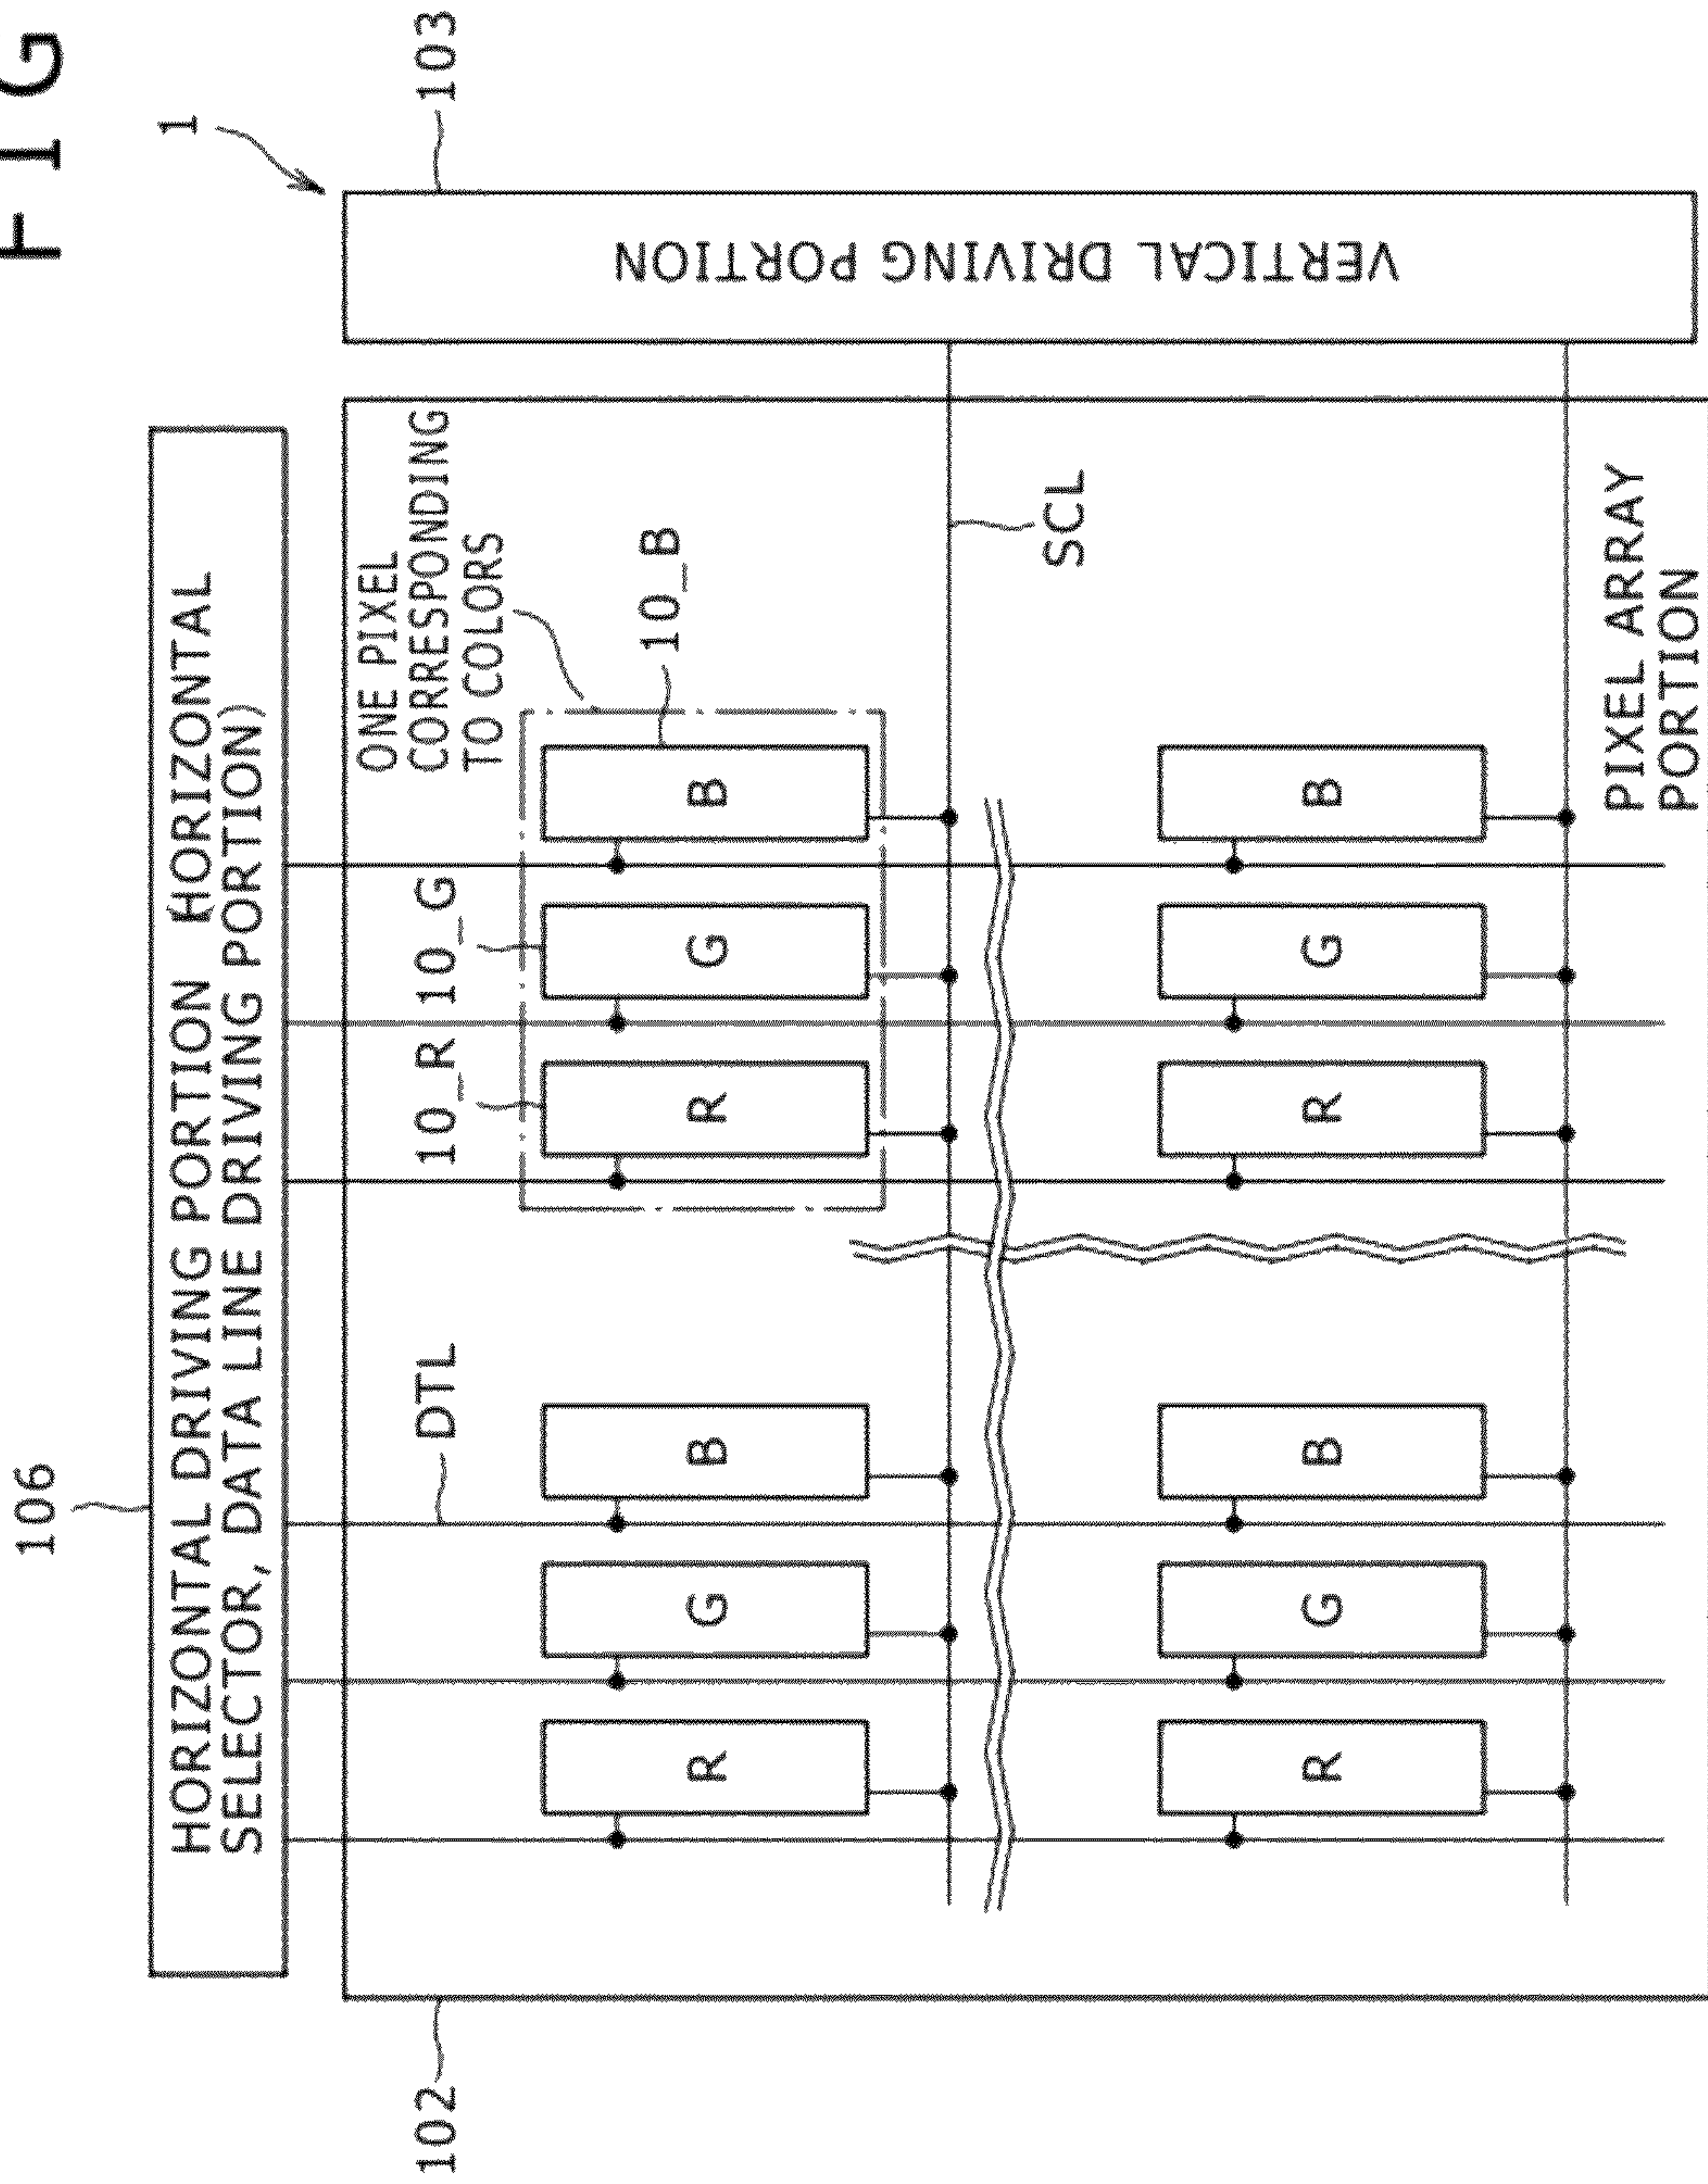 FIG
106
HORIZONTAL DRIVING PORTION (HORIZONTAL
SELECTOR, DATA LINE DRIVING PORTION)
1
102
DTL
10_R
10_G
ONE PIXEL
CORRESPONDING
TO COLORS
10_B
103
R
G
B
R
G
B
VERTICAL DRIVING PORTION
SCL
R
G
B
R
G
B
PIXEL ARRAY
PORTION